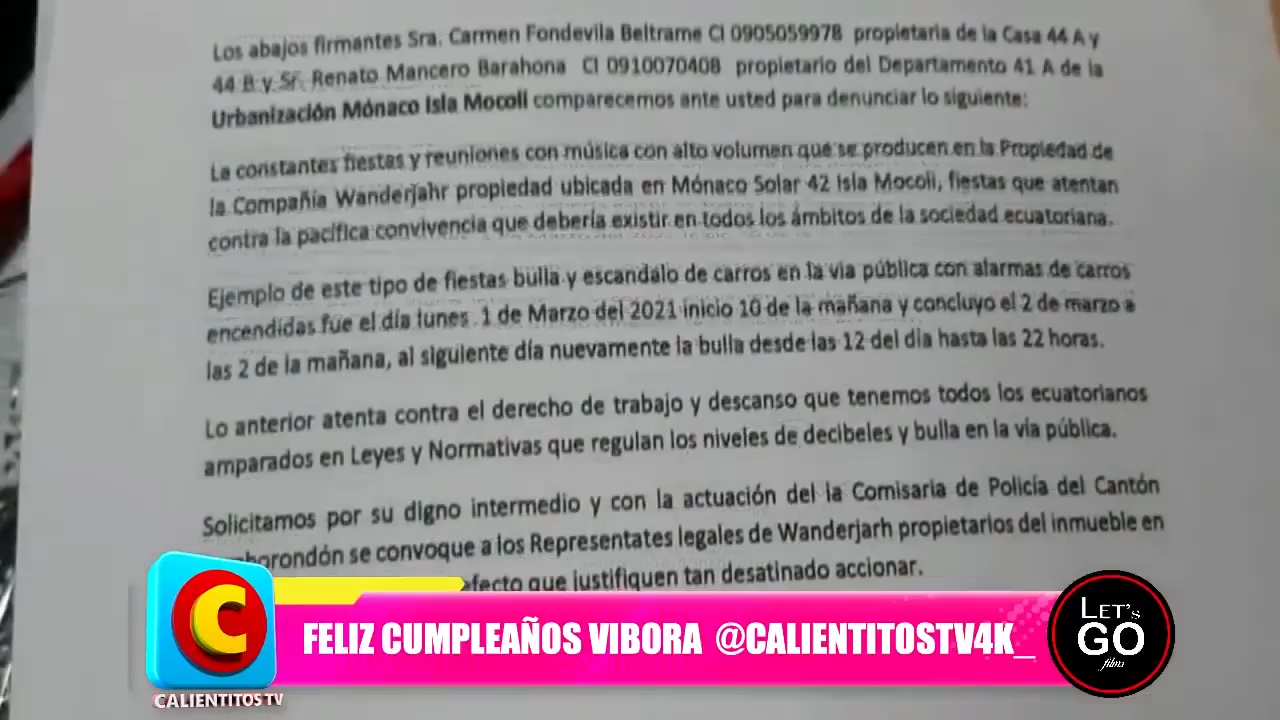 Los abajos firmantes Sra. Carmen Fondevila Beltrame CI 0905059978 propietaria de la Casa 44 A y
44 B y Sr. Renato Mancero Barahona CI 0910070408 propietario del Departamento 41 A de la
Urbanización Mónaco Isla Mocoli comparecemos ante usted para denunciar lo siguiente:
La constantes fiestas y reuniones con música con alto volumen que se producen en la Propiedad de
la Compañía Wanderjahr propiedad ubicada en Mónaco Solar 42 Isla Mocoli, fiestas que atentan
contra la pacífica convivencia que debería existir en todos los ámbitos de la sociedad ecuatoriana.
Ejemplo de este tipo de fiestas bulla y escandalo de carros en la via pública con alarmas de carros
encendidas fue el día lunes 1 de Marzo del 2021 inicio 10 de la mañana y concluyo el 2 de marzo a
las 2 de la mañana, al siguiente día nuevamente la bulla desde las 12 del dia hasta las 22 horas.
Lo anterior atenta contra el derecho de trabajo y descanso que tenemos todos los ecuatorianos
amparados en Leyes y Normativas que regulan los niveles de decibeles y bulla en la vía pública.
Solicitamos por su digno intermedio y con la actuación del la Comisaria de Policía del Cantón
borondón se convoque a los Representates legales de Wanderjarh propietarios del inmueble en
efecto que justifiquen tan desatinado accionar.
C
CALIENTITOS TV
FELIZ CUMPLEAÑOS VIBORA @CALIENTITOSTV4K_
LET'S
GO
films